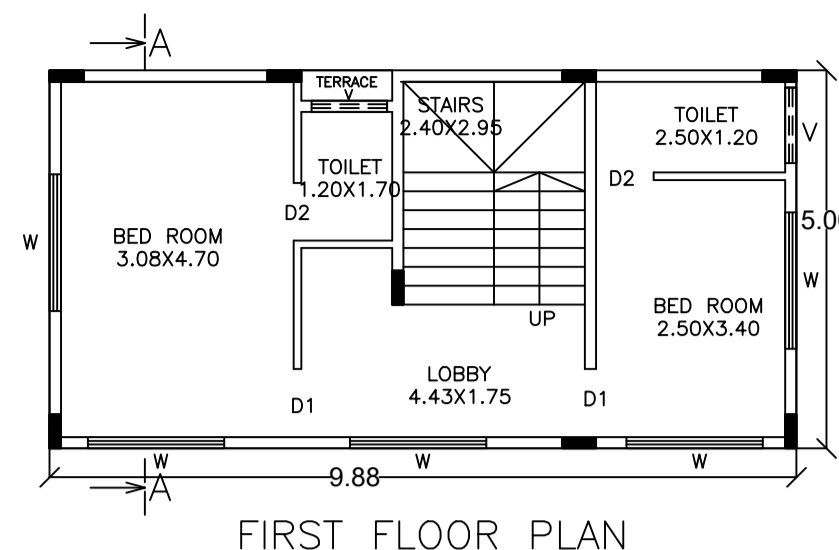 A
TERRACE
V
STAIRS
2.40X2.95
TOILET
2.50X1.20
V
TOILET
1.20X1.70
D2
D2
W
BED ROOM
3.08X4.70
5.00
W
BED ROOM
2.50X3.40
UP
LOBBY
4.43X1.75
D1
D1
W
W
W
9.88
A
FIRST FLOOR PLAN